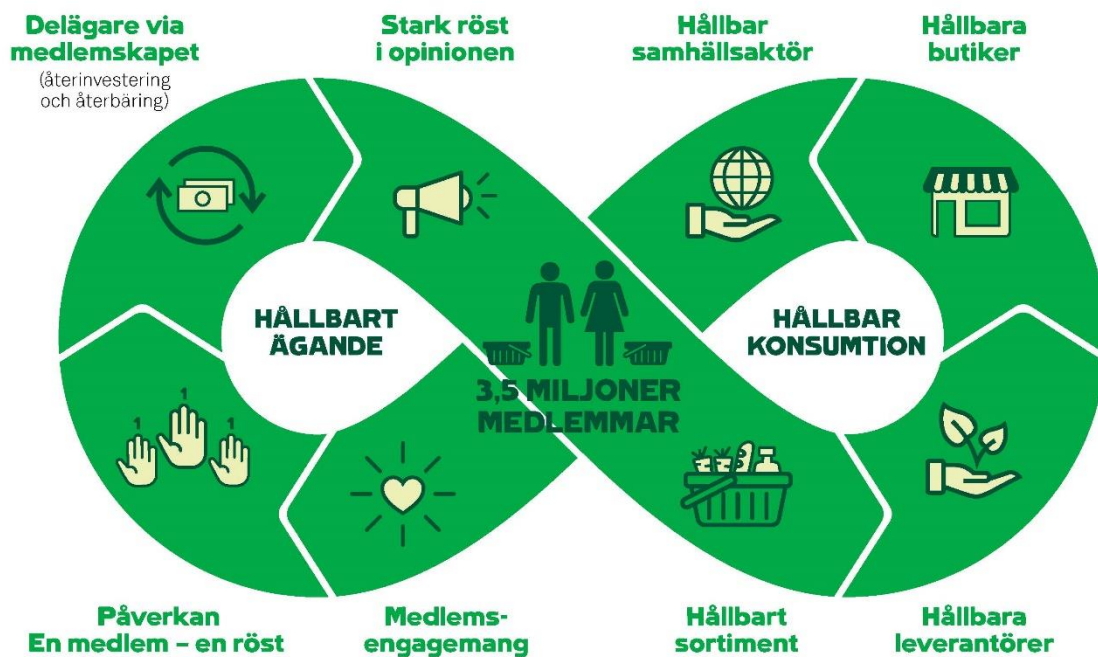 Delägare via
medlemskapet
(återinvestering
och återbäring)
Stark röst
i opinionen
Hållbar
samhällsaktör
Hållbara
butiker
HÅLLBART
ÄGANDE
HÅLLBAR
KONSUMTION
3,5 MILJONER
MEDLEMMAR
1
1
1
Påverkan
En medlem – en röst
Medlems-
engagemang
Hållbart
sortiment
Hållbara
leverantörer